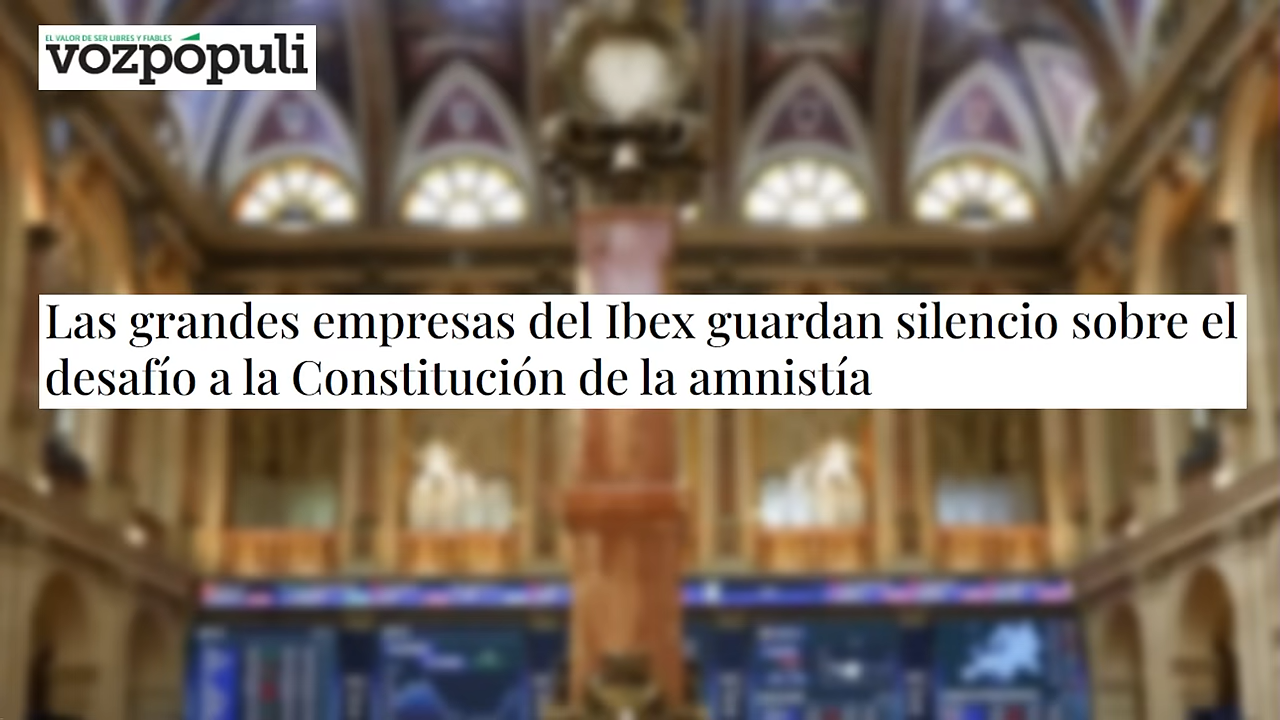 EL VALOR DE SER LIBRES Y FIABLES
vozpópuli
Las grandes empresas del Ibex guardan silencio sobre el
desafío a la Constitución de la amnistía